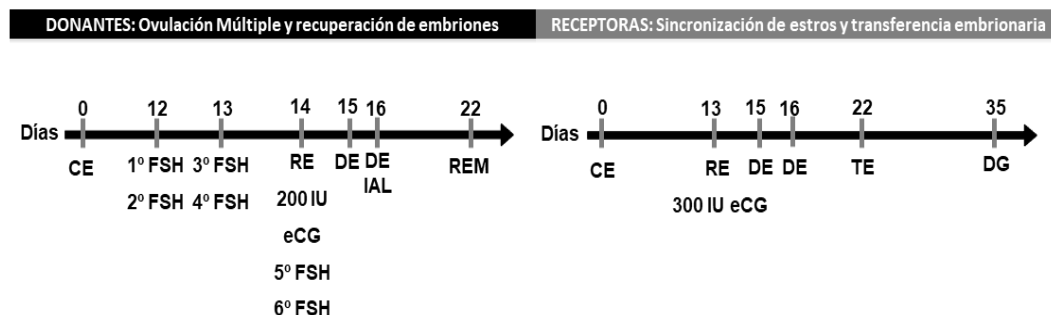 DONANTES: Ovulación Múltiple y recuperación de embriones
0 12 13 14 15 16 22
Días
CE 1º FSH 3º FSH RE DE DE REM
IAL
2º FSH 4º FSH 200 IU
eCG
5º FSH
6º FSH
RECEPTORAS: Sincronización de estros y transferencia embrionaria
0 13 15 16 22 35
Días
CE RE DE DE TE DG
300 IU eCG